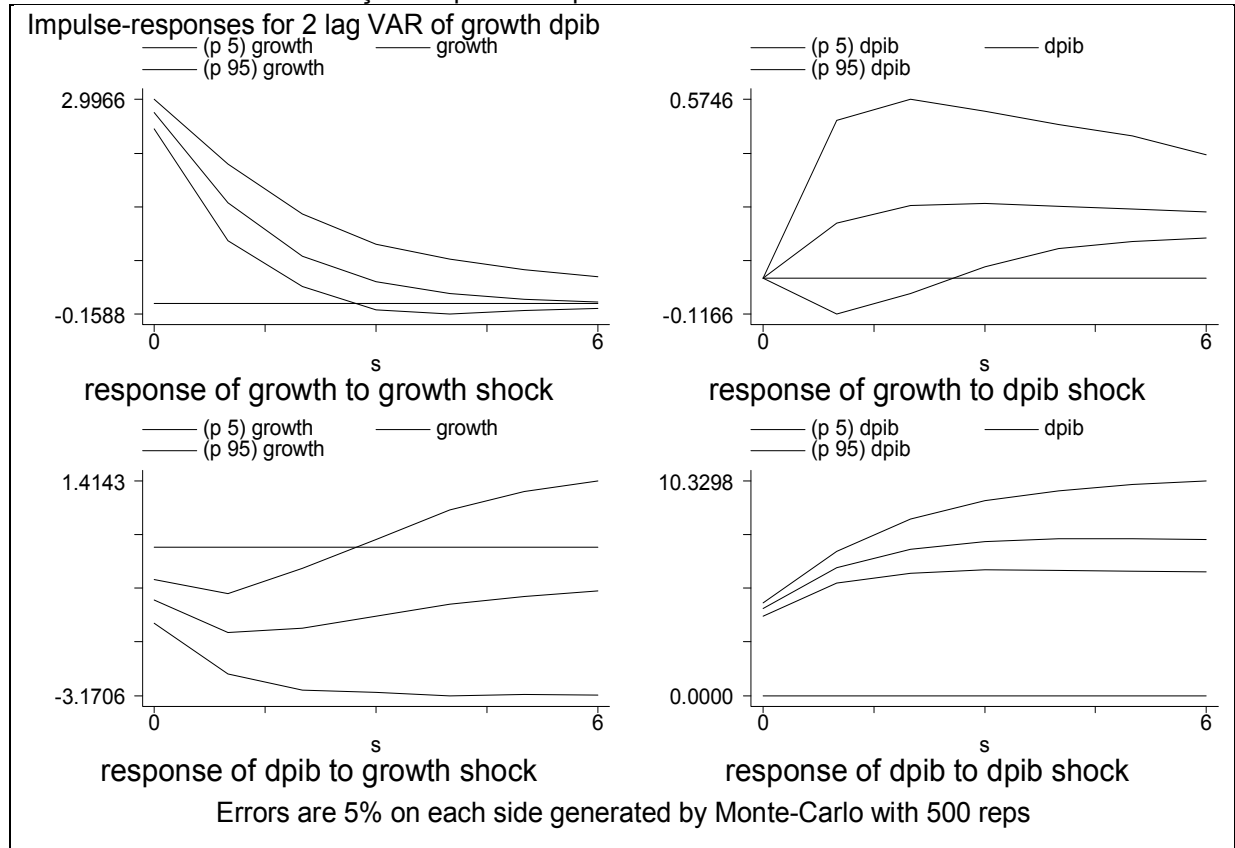 Impulse-responses for 2 lag VAR of growth dpib
(p 5) growth growth
(p 95) growth
2.9966
-0.1588
0 6
s
response of growth to growth shock
(p 5) dpib dpib
(p 95) dpib
0.5746
-0.1166
0 6
s
response of growth to dpib shock
(p 5) growth growth
(p 95) growth
1.4143
-3.1706
0 6
s
response of dpib to growth shock
(p 5) dpib dpib
(p 95) dpib
10.3298
0.0000
0 6
s
response of dpib to dpib shock
Errors are 5% on each side generated by Monte-Carlo with 500 reps